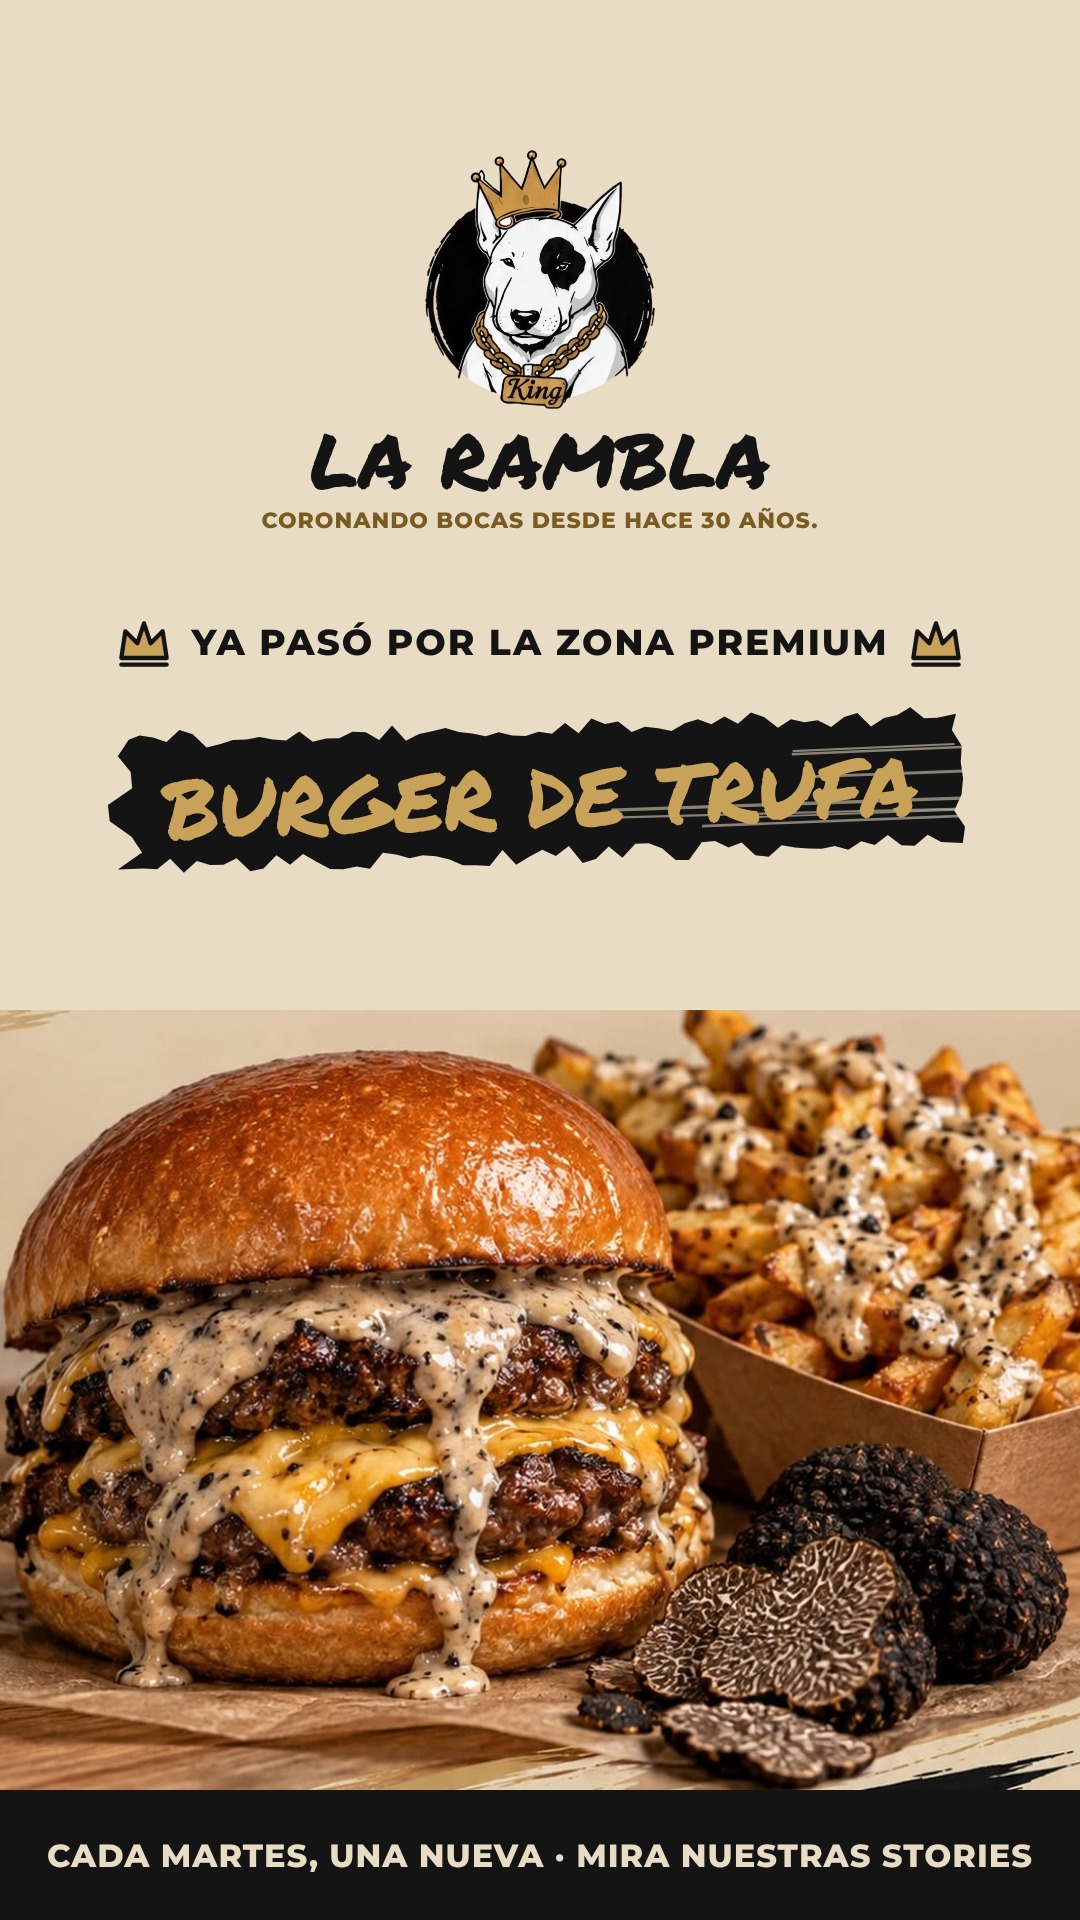 King
LA RAMBLA
CORONANDO BOCAS DESDE HACE 30 AÑOS.
YA PASÓ POR LA ZONA PREMIUM
BURGER DE TRUFA
CADA MARTES, UNA NUEVA · MIRA NUESTRAS STORIES